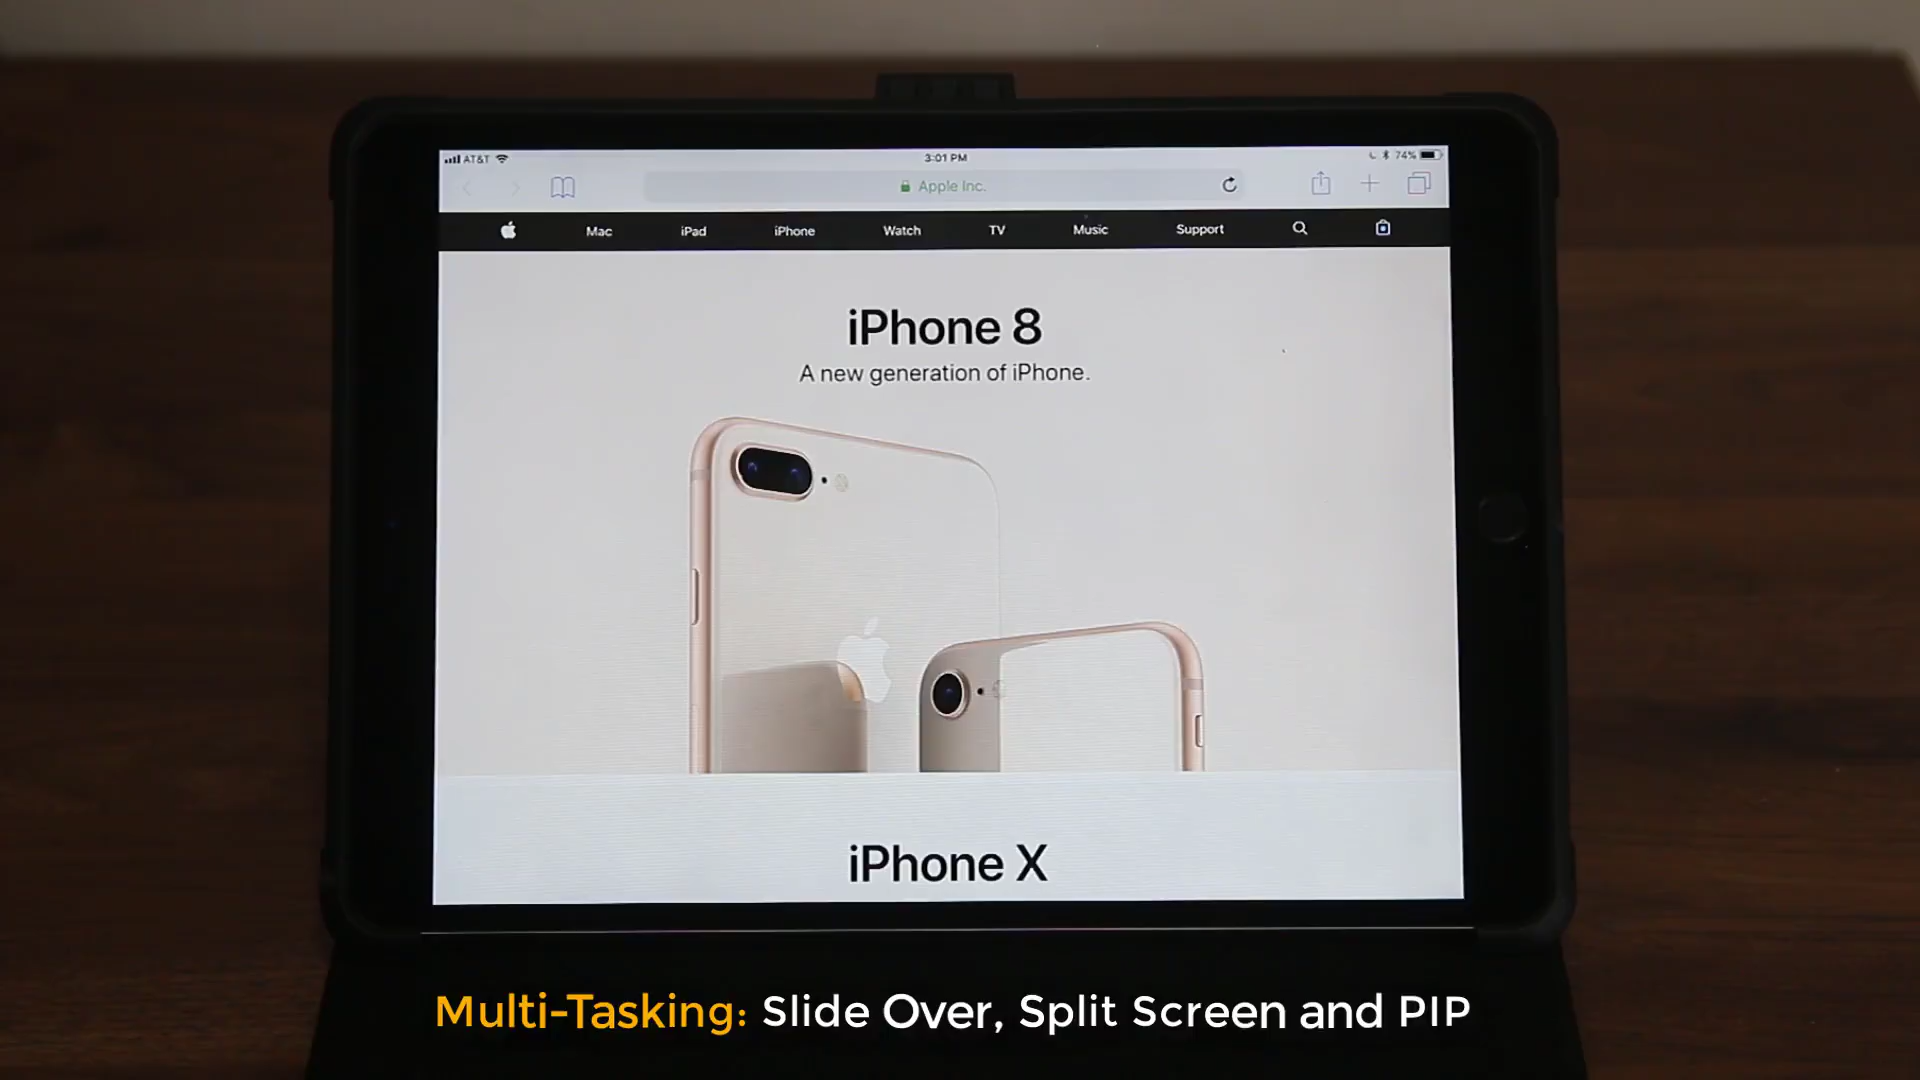 AT&T 3:01 PM 74%
Apple Inc.
Mac iPad iPhone Watch TV Music Support
iPhone 8
A new generation of iPhone.
iPhone X
Multi-Tasking: Slide Over, Split Screen and PIP